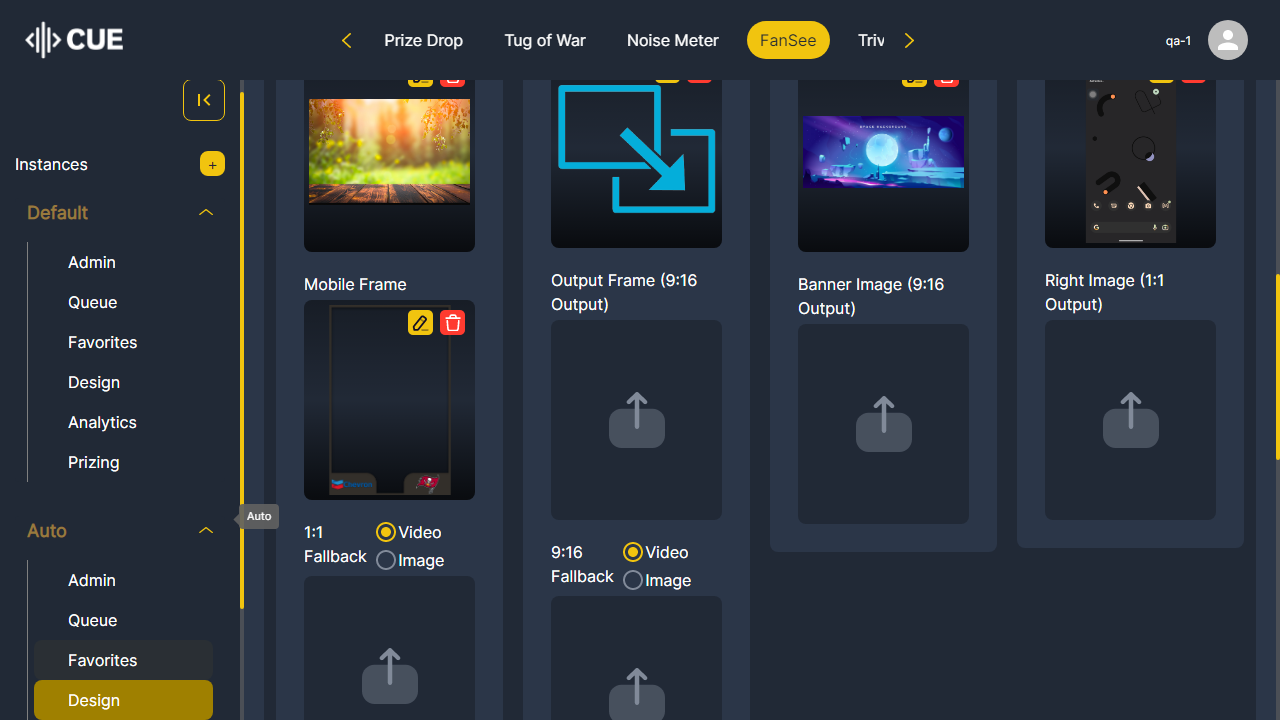 CUE
Prize Drop
Tug of War
Noise Meter
FanSee
Triv
qa-1
Instances
+
Default
Admin
Queue
Favorites
Design
Analytics
Prizing
Auto
Auto
Admin
Queue
Favorites
Design
Mobile Frame
1:1
Fallback
Video
Image
Output Frame (9:16
Output)
9:16
Fallback
Video
Image
SPACE BACKGROUND
Banner Image (9:16
Output)
Right Image (1:1
Output)